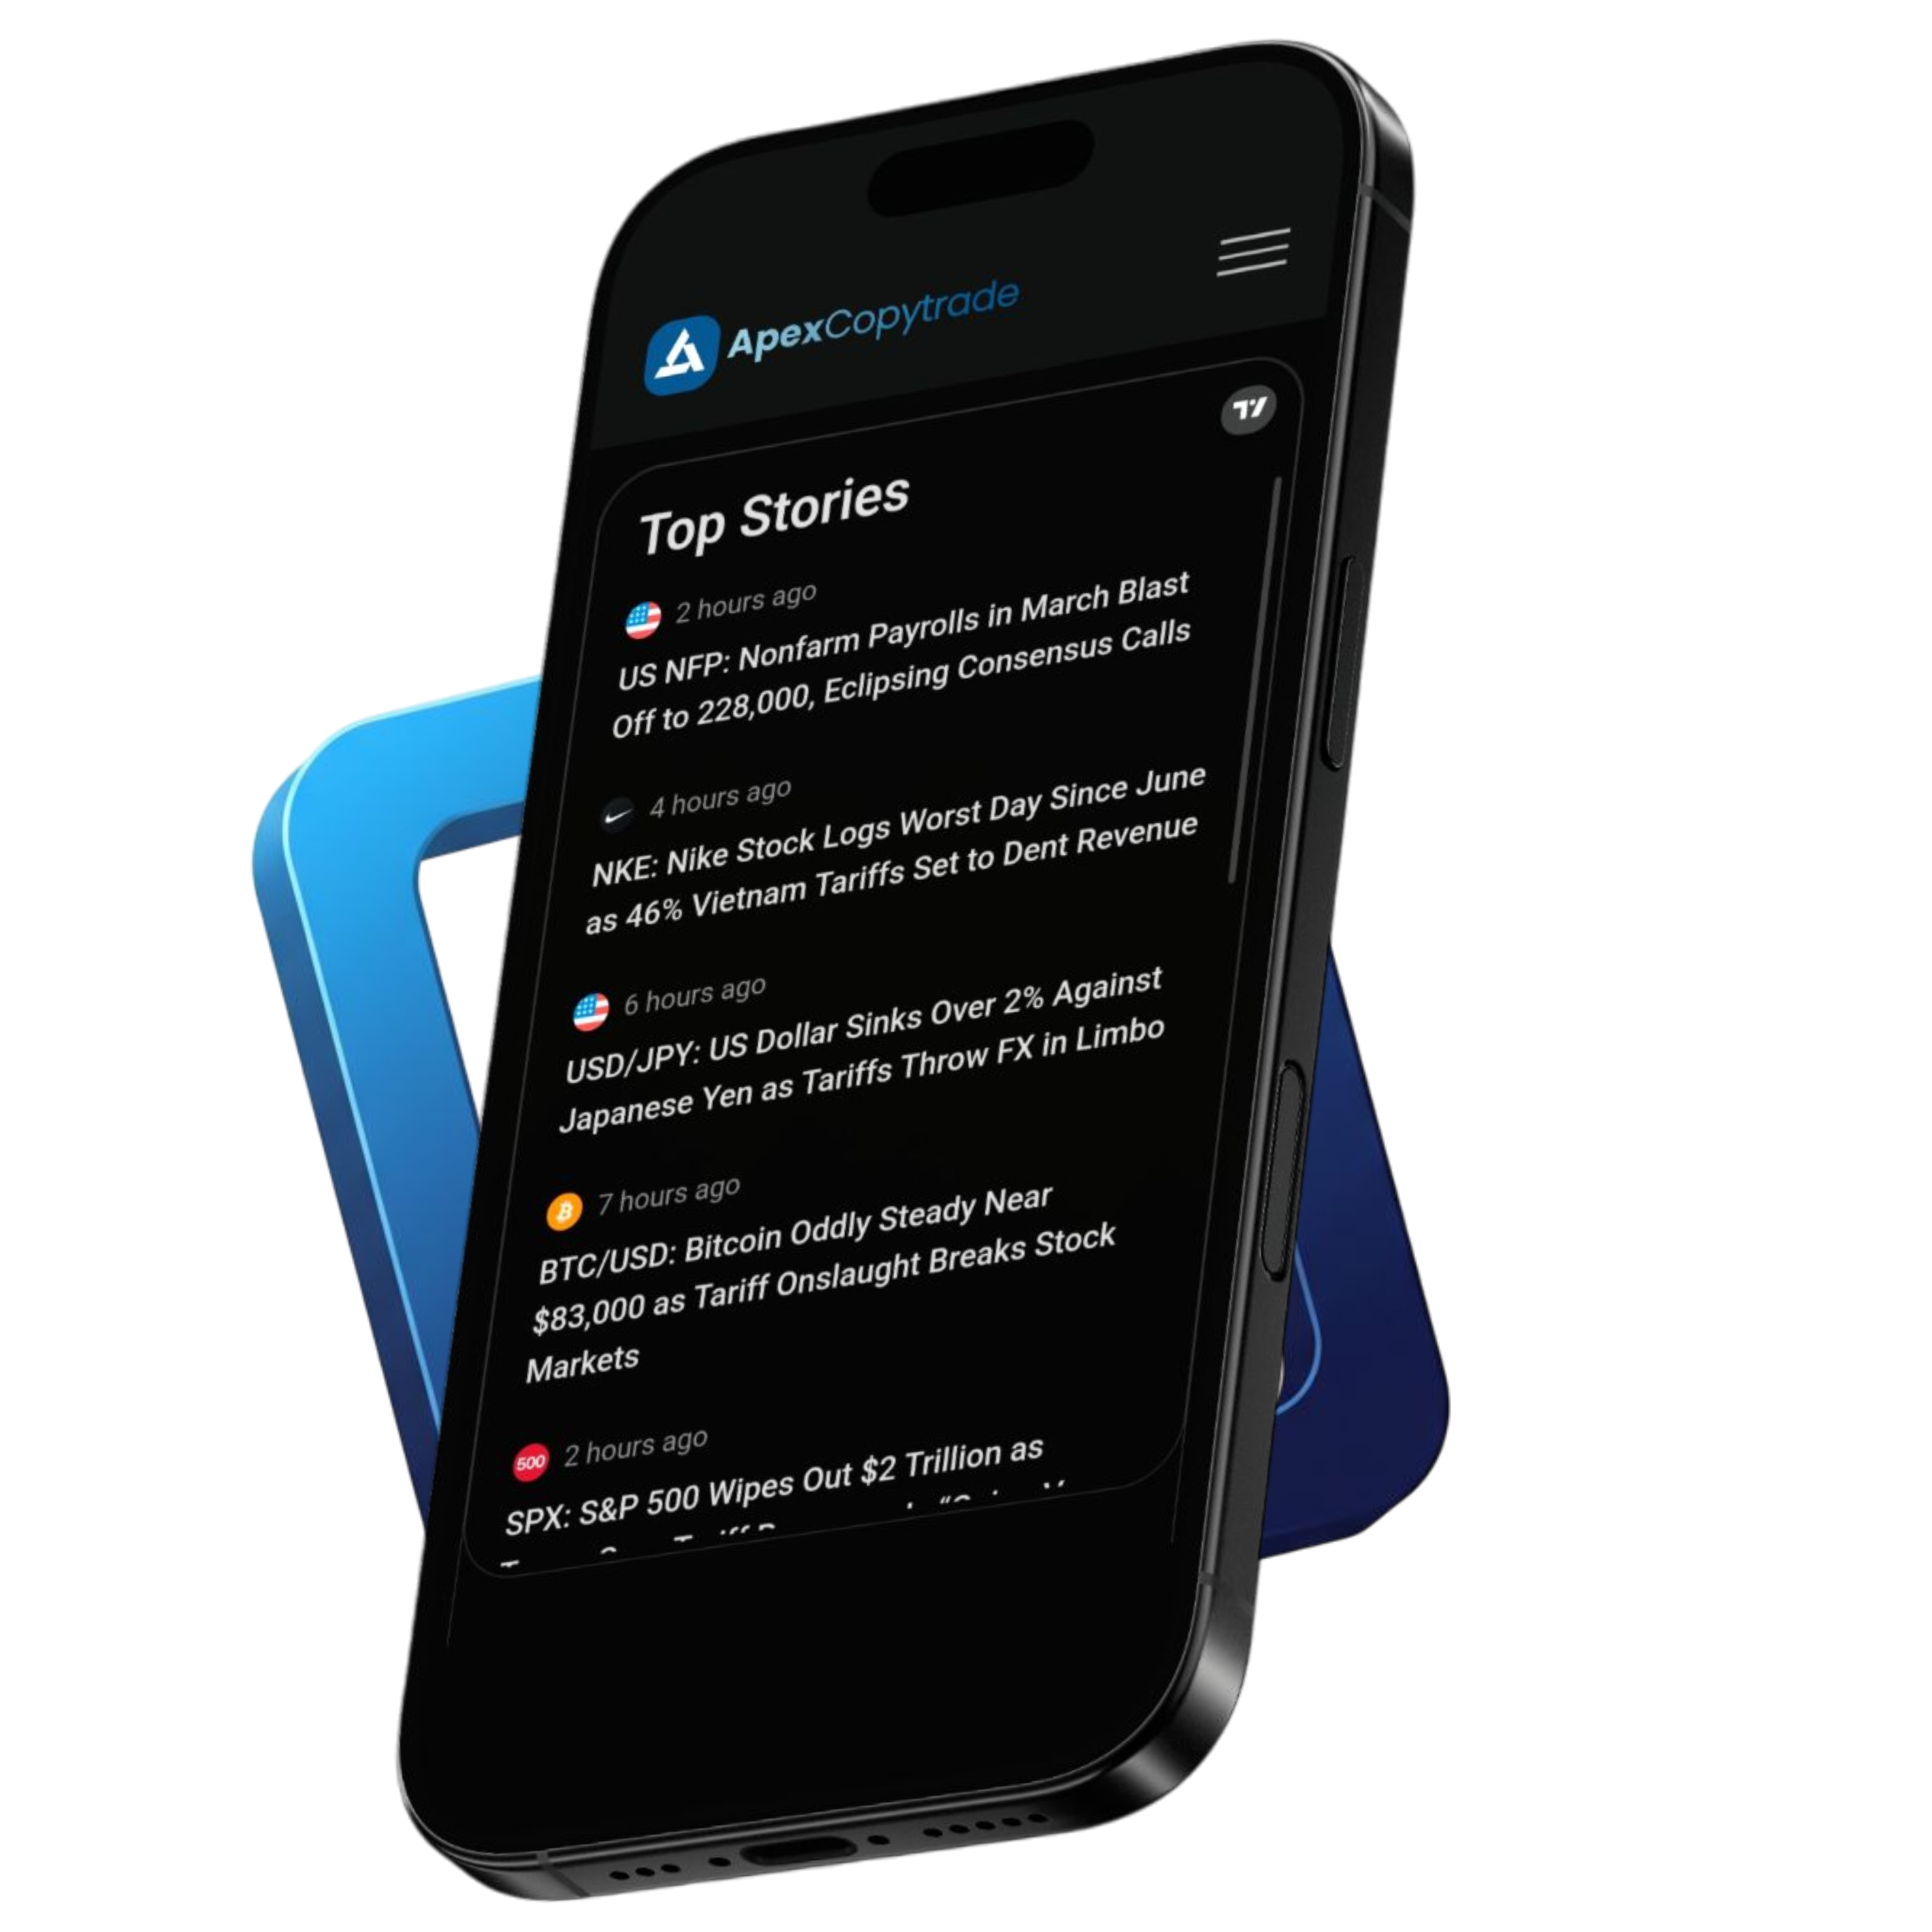 ApexCopytrade
Top Stories
2 hours ago
US NFP: Nonfarm Payrolls in March Blast
Off to 228,000, Eclipsing Consensus Calls
4 hours ago
NKE: Nike Stock Logs Worst Day Since June
as 46% Vietnam Tariffs Set to Dent Revenue
6 hours ago
USD/JPY: US Dollar Sinks Over 2% Against
Japanese Yen as Tariffs Throw FX in Limbo
7 hours ago
BTC/USD: Bitcoin Oddly Steady Near
$83,000 as Tariff Onslaught Breaks Stock
Markets
500
2 hours ago
SPX: S&P 500 Wipes Out $2 Trillion as